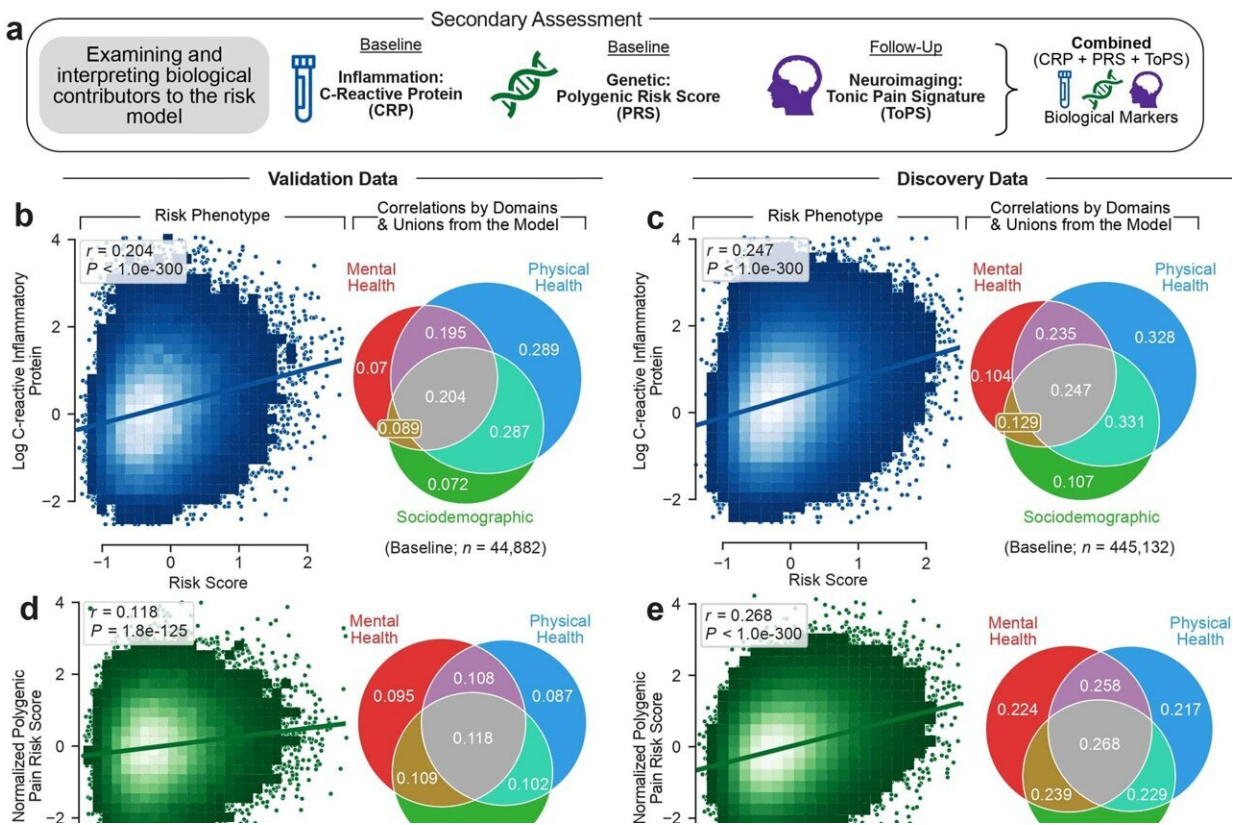 a
Secondary Assessment
Examining and
interpreting biological
contributors to the risk
model
Baseline
Inflammation:
C-Reactive Protein
(CRP)
Baseline
Genetic:
Polygenic Risk Score
(PRS)
Follow-Up
Neuroimaging:
Tonic Pain Signature
(ToPS)
Combined
(CRP + PRS + ToPS)
Biological Markers
Validation Data
Discovery Data
b
Risk Phenotype
Correlations by Domains
& Unions from the Model
r = 0.204
P < 1.0e-300
Log C-reactive Inflammatory
Protein
4
2
0
−2
−1
0
1
2
Risk Score
Mental
Health
Physical
Health
0.195
0.289
0.07
0.204
0.089
0.287
0.072
Sociodemographic
(Baseline; n = 44,882)
c
Risk Phenotype
Correlations by Domains
& Unions from the Model
r = 0.247
P < 1.0e-300
Log C-reactive Inflammatory
Protein
4
2
0
−2
−1
0
1
2
Risk Score
Mental
Health
Physical
Health
0.235
0.328
0.104
0.247
0.129
0.331
0.107
Sociodemographic
(Baseline; n = 445,132)
d
r = 0.118
P = 1.8e-125
Normalized Polygenic
Pain Risk Score
4
2
0
−2
Mental
Health
Physical
Health
0.108
0.095
0.087
0.118
0.109
0.102
e
r = 0.268
P < 1.0e-300
Normalized Polygenic
Pain Risk Score
4
2
0
−2
Mental
Health
Physical
Health
0.258
0.224
0.217
0.268
0.239
0.229